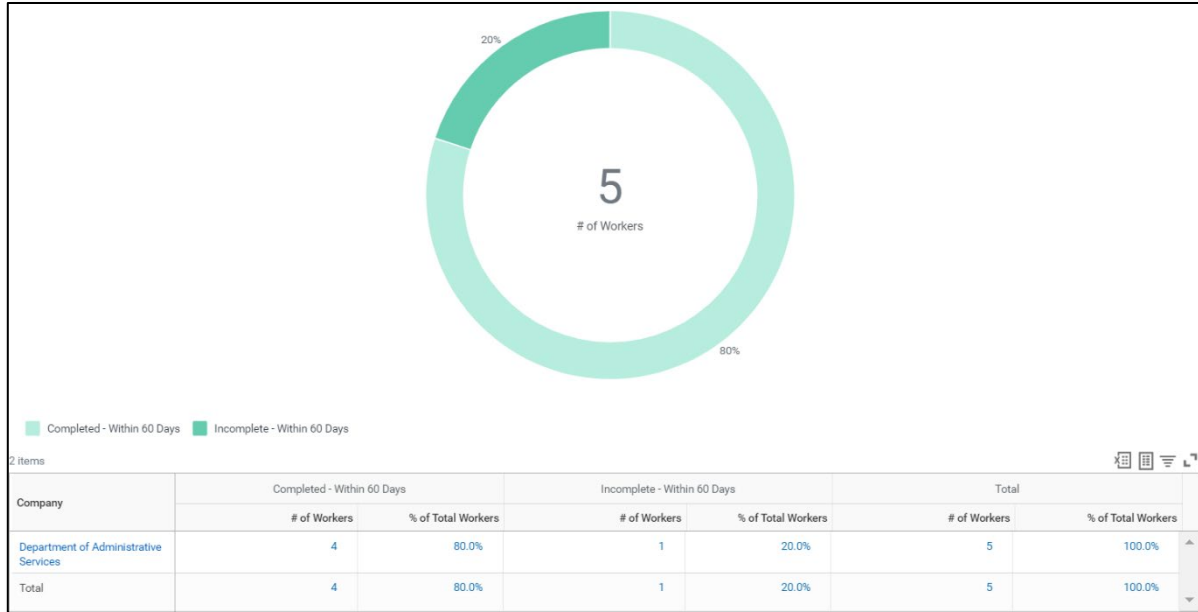 20%
5
# of Workers
80%
Completed - Within 60 Days Incomplete - Within 60 Days
2 items
Company Completed - Within 60 Days Incomplete - Within 60 Days Total
# of Workers % of Total Workers # of Workers % of Total Workers # of Workers % of Total Workers
Department of Administrative
Services 4 80.0% 1 20.0% 5 100.0%
Total 4 80.0% 1 20.0% 5 100.0%